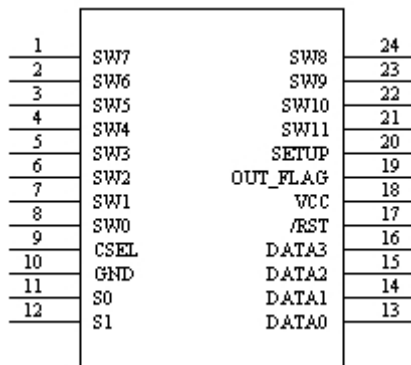 1 SW7 SW8 24
2 SW6 SW9 23
3 SW5 SW10 22
4 SW4 SW11 21
5 SW3 SETUP 20
6 SW2 OUT_FLAG 19
7 SW1 VCC 18
8 SW0 /RST 17
9 CSEL DATA3 16
10 GND DATA2 15
11 S0 DATA1 14
12 S1 DATA0 13